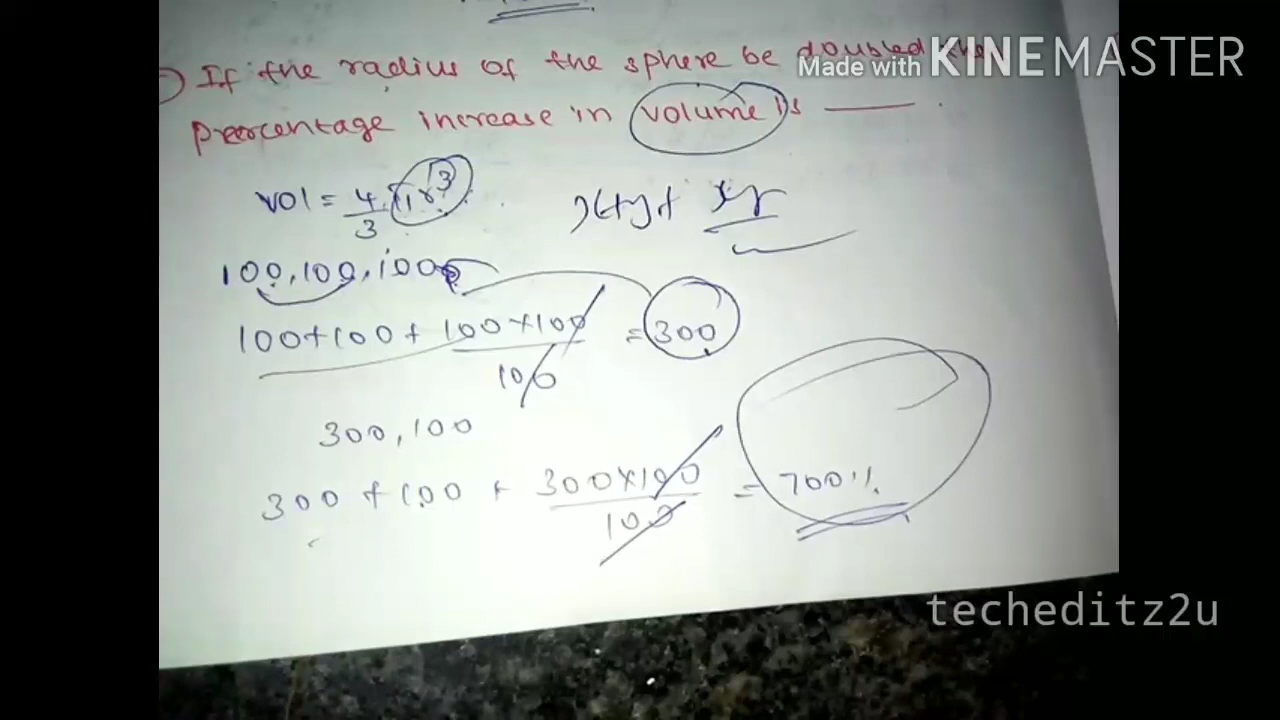 If the radius of the sphere be doubled then
Made with KINEMASTER
preercentage increase in volume is ———.
vol = 4/3 πr³
x+y+ xy
100,100,100
100+100+ 100×100/100 = 300
300,100
300 + 100 + 300×100/100 = 700%
techeditz2u